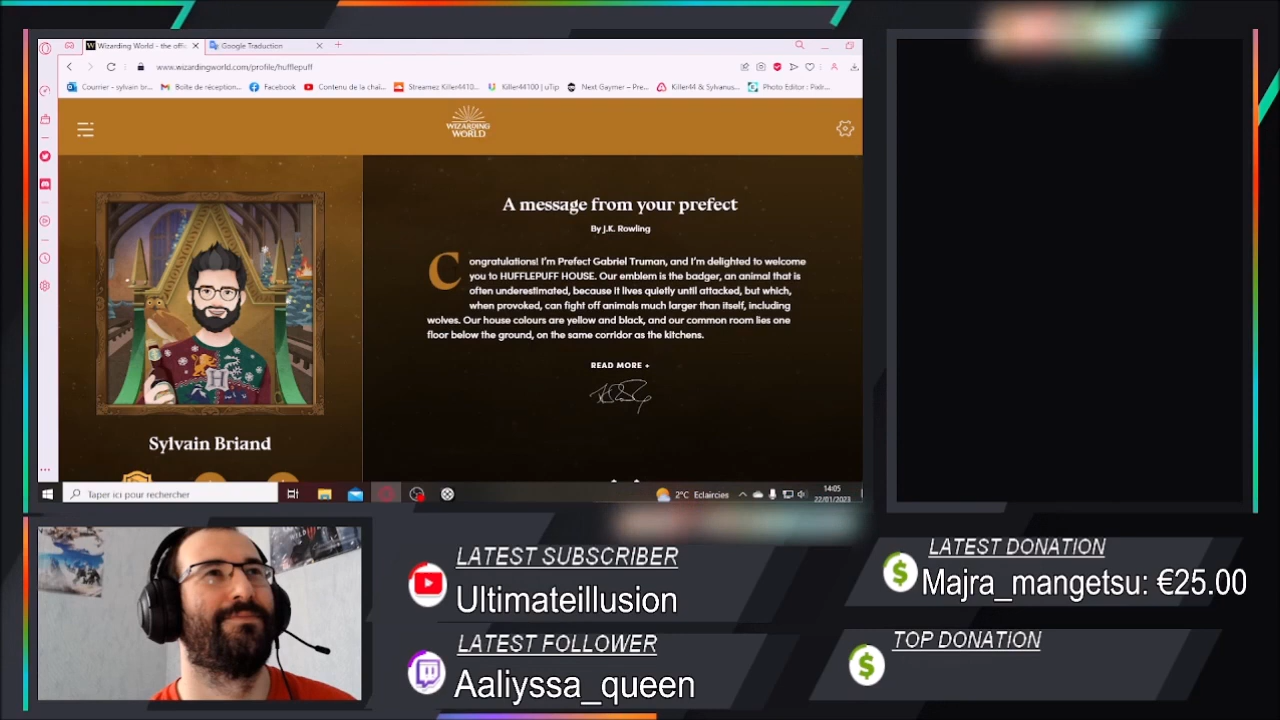 Wizarding World - the offi...
Google Traduction
www.wizardingworld.com/profile/hufflepuff
Courrier - sylvain br...
Boîte de réception...
Facebook
Contenu de la chaî...
Streamez Killer4410...
Killer44100 | uTip
Next Gaymer – Pre...
Killer44 & Sylvanus...
Photo Editor : Pixlr...
WIZARDING
WORLD
A message from your prefect
By J.K. Rowling
Congratulations! I'm Prefect Gabriel Truman, and I'm delighted to welcome
you to HUFFLEPUFF HOUSE. Our emblem is the badger, an animal that is
often underestimated, because it lives quietly until attacked, but which,
when provoked, can fight off animals much larger than itself, including
wolves. Our house colours are yellow and black, and our common room lies one
floor below the ground, on the same corridor as the kitchens.
READ MORE +
H
Sylvain Briand
Taper ici pour rechercher
2°C Eclaircies
14:05
22/01/2023
LATEST SUBSCRIBER
Ultimateillusion
LATEST FOLLOWER
Aaliyssa_queen
LATEST DONATION
Majra_mangetsu: €25.00
TOP DONATION